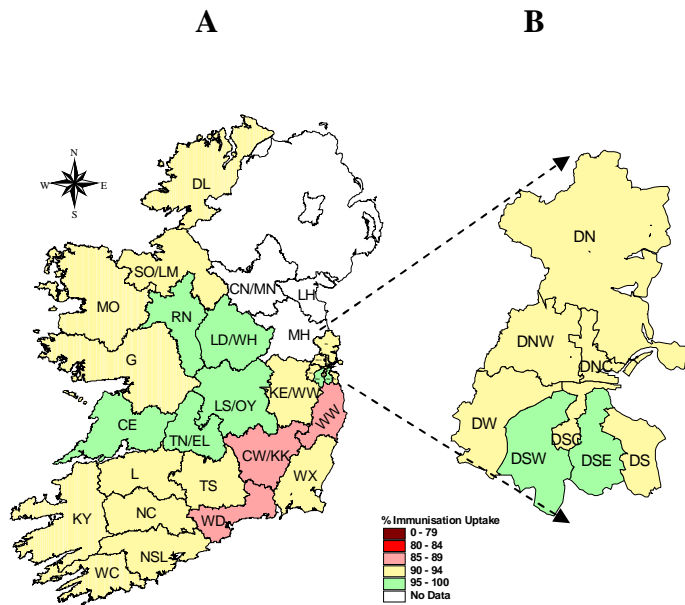 A B
N
W E
S
DL
SO/LM
CN/MN
LH
MO
RN
LD/WH
MH
G
KE/WW
LS/OY
WW
CE
TN/EL
CW/KK
L
TS
WX
KY
NC
WD
NSL
WC
DN
DNW
DNC
DW
DSC
DSW
DSE
DS
% Immunisation Uptake
0 - 79
80 - 84
85 - 89
90 - 94
95 - 100
No Data